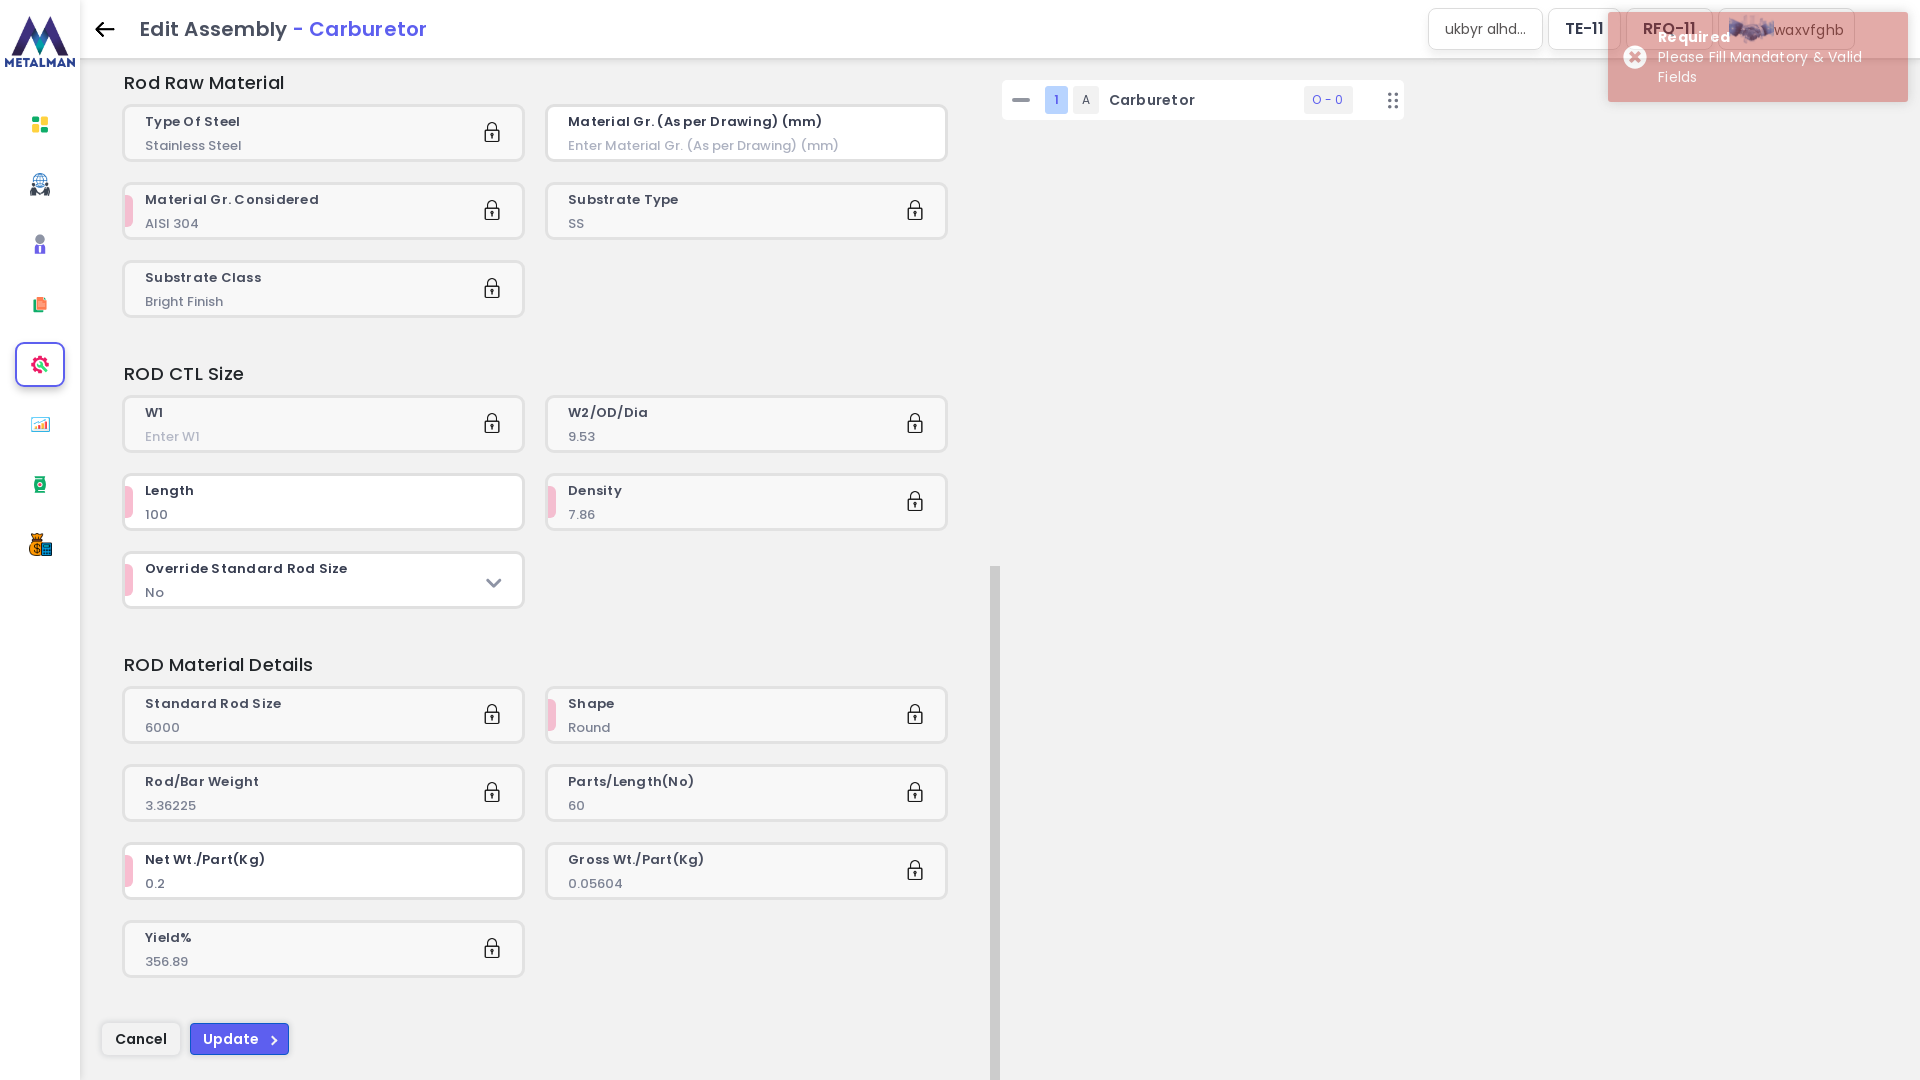 METALMAN
Edit Assembly - Carburetor
ukbyr alhd...
TE-11
RFQ-11
waxvfghb
Required
Please Fill Mandatory & Valid
Fields
1 A Carburetor O - 0
Rod Raw Material
Type Of Steel
Stainless Steel
Material Gr. (As per Drawing) (mm)
Enter Material Gr. (As per Drawing) (mm)
Material Gr. Considered
AISI 304
Substrate Type
SS
Substrate Class
Bright Finish
ROD CTL Size
W1
Enter W1
W2/OD/Dia
9.53
Length
100
Density
7.86
Override Standard Rod Size
No
ROD Material Details
Standard Rod Size
6000
Shape
Round
Rod/Bar Weight
3.36225
Parts/Length(No)
60
Net Wt./Part(Kg)
0.2
Gross Wt./Part(Kg)
0.05604
Yield%
356.89
Cancel
Update